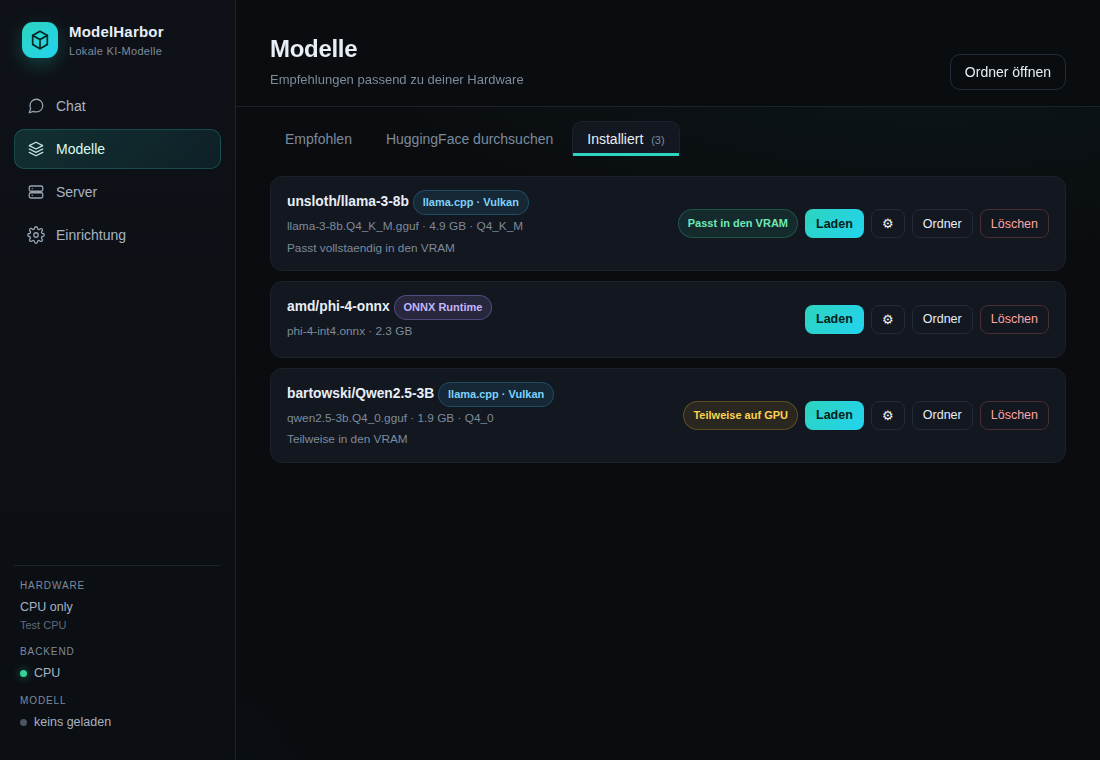 ModelHarbor
Lokale KI-Modelle
Chat
Modelle
Server
Einrichtung
HARDWARE
CPU only
Test CPU
BACKEND
CPU
MODELL
keins geladen
Modelle
Empfehlungen passend zu deiner Hardware
Ordner öffnen
Empfohlen HuggingFace durchsuchen Installiert (3)
unsloth/llama-3-8b llama.cpp · Vulkan
llama-3-8b.Q4_K_M.gguf · 4.9 GB · Q4_K_M
Passt vollstaendig in den VRAM
Passt in den VRAM Laden Ordner Löschen
amd/phi-4-onnx ONNX Runtime
phi-4-int4.onnx · 2.3 GB
Laden Ordner Löschen
bartowski/Qwen2.5-3B llama.cpp · Vulkan
qwen2.5-3b.Q4_0.gguf · 1.9 GB · Q4_0
Teilweise in den VRAM
Teilweise auf GPU Laden Ordner Löschen